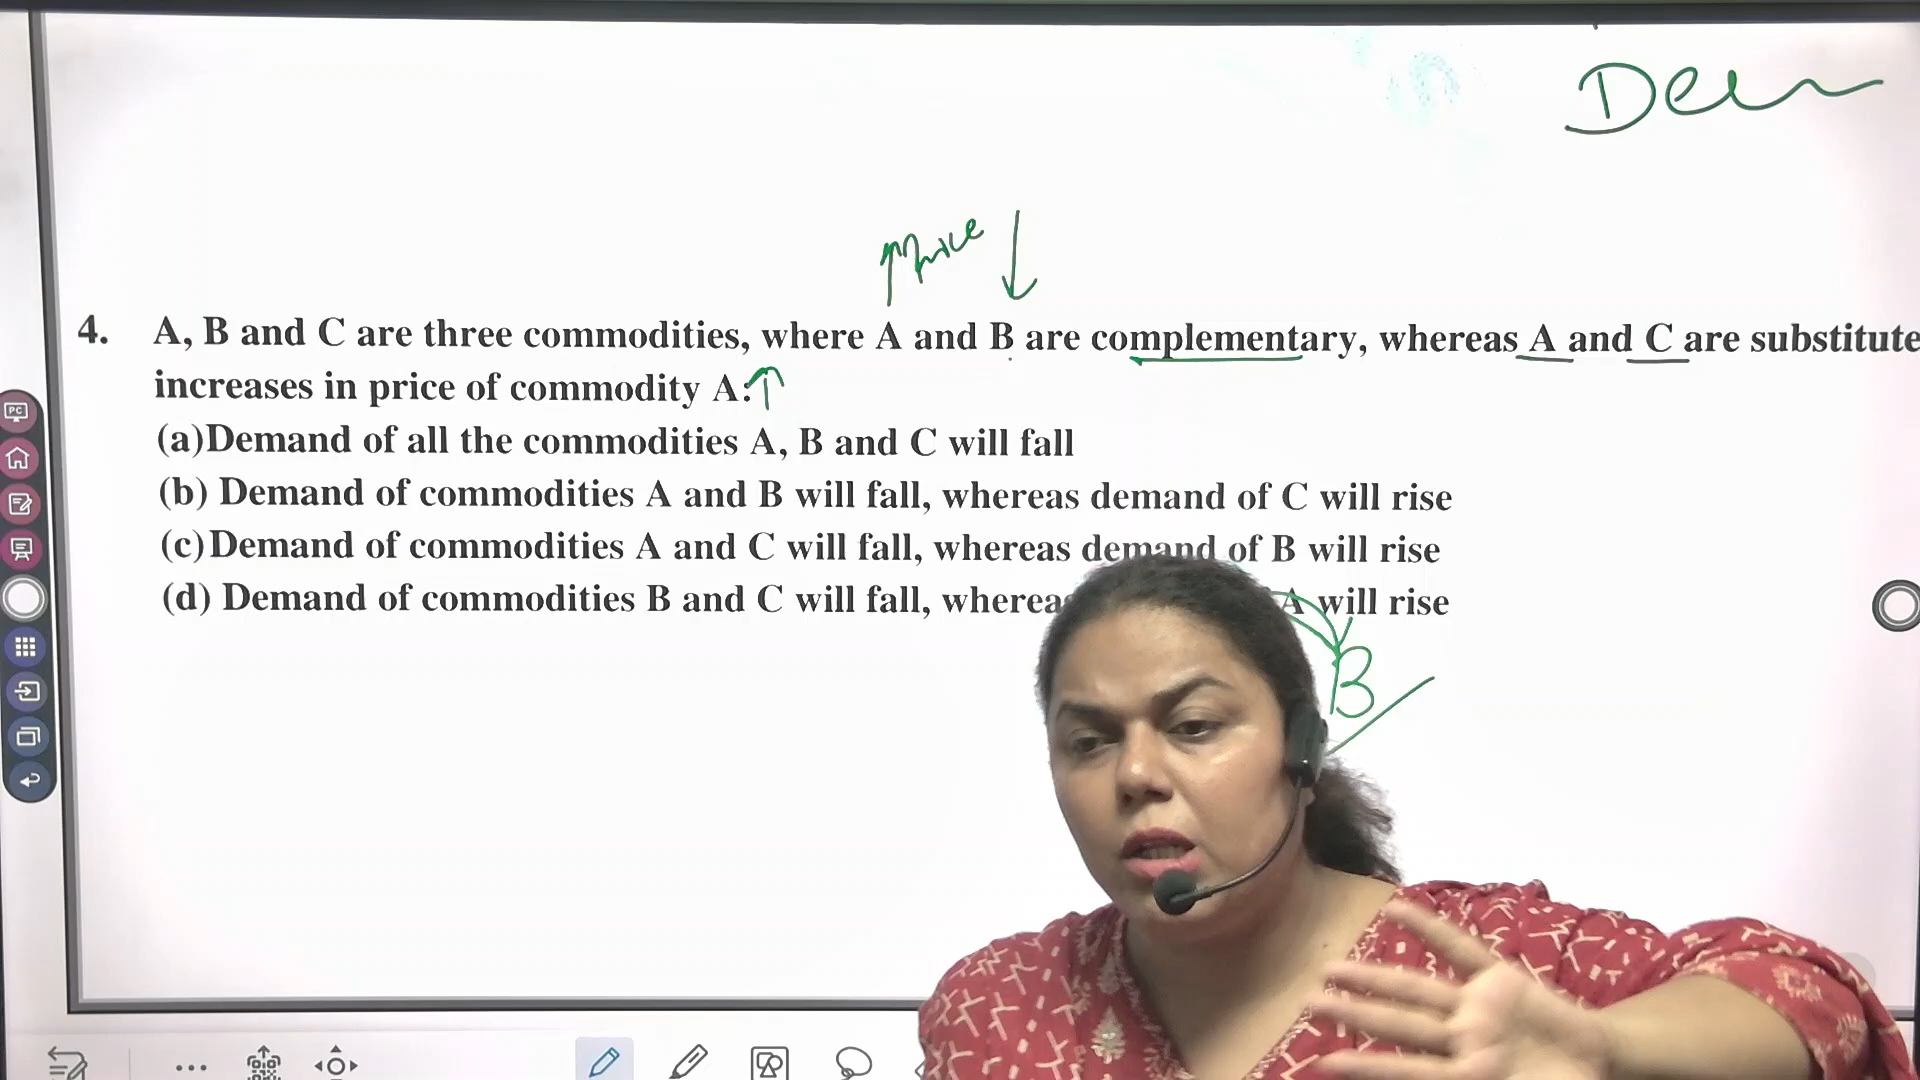 Price
4. A, B and C are three commodities, where A and B are complementary, whereas A and C are substitute
increases in price of commodity A:
(a)Demand of all the commodities A, B and C will fall
(b) Demand of commodities A and B will fall, whereas demand of C will rise
(c)Demand of commodities A and C will fall, whereas demand of B will rise
(d) Demand of commodities B and C will fall, A will rise
B
PC